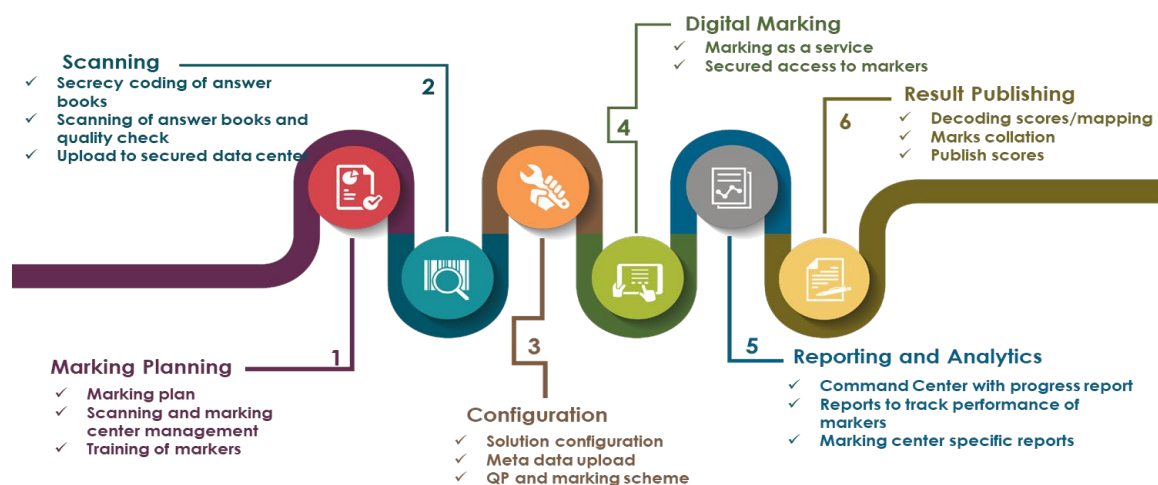 Marking Planning
1
✓ Marking plan
✓ Scanning and marking
center management
✓ Training of markers
Scanning
2
✓ Secrecy coding of answer
books
✓ Scanning of answer books and
quality check
✓ Upload to secured data center
Configuration
3
✓ Solution configuration
✓ Meta data upload
✓ QP and marking scheme
Digital Marking
4
✓ Marking as a service
✓ Secured access to markers
Reporting and Analytics
5
✓ Command Center with progress report
✓ Reports to track performance of
markers
✓ Marking center specific reports
Result Publishing
6
✓ Decoding scores/mapping
✓ Marks collation
✓ Publish scores